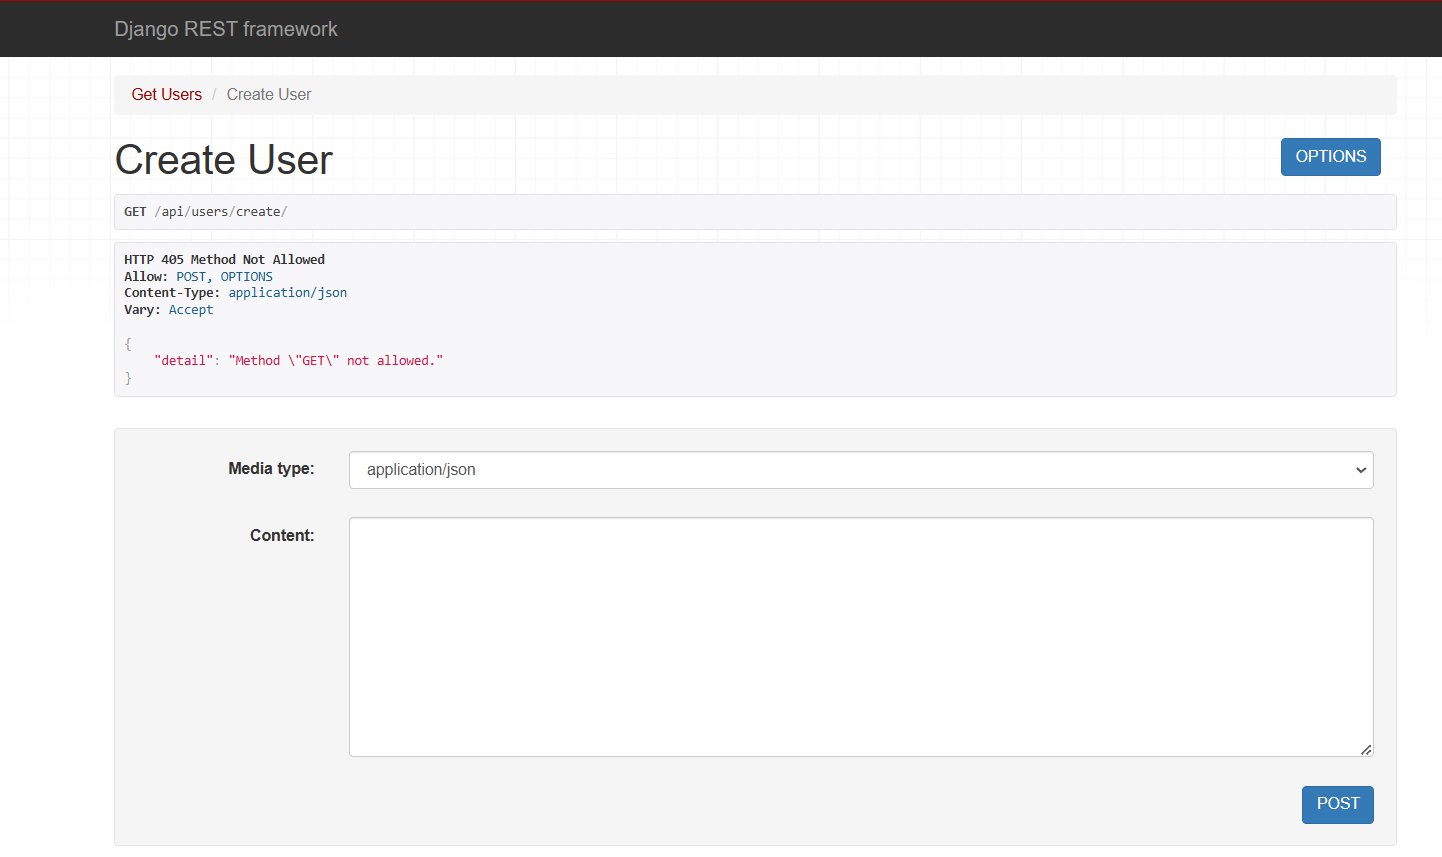 Django REST framework
Get Users / Create User
Create User
OPTIONS
GET /api/users/create/
HTTP 405 Method Not Allowed
Allow: POST, OPTIONS
Content-Type: application/json
Vary: Accept
{
    "detail": "Method \"GET\" not allowed."
}
Media type:
application/json
Content:
POST